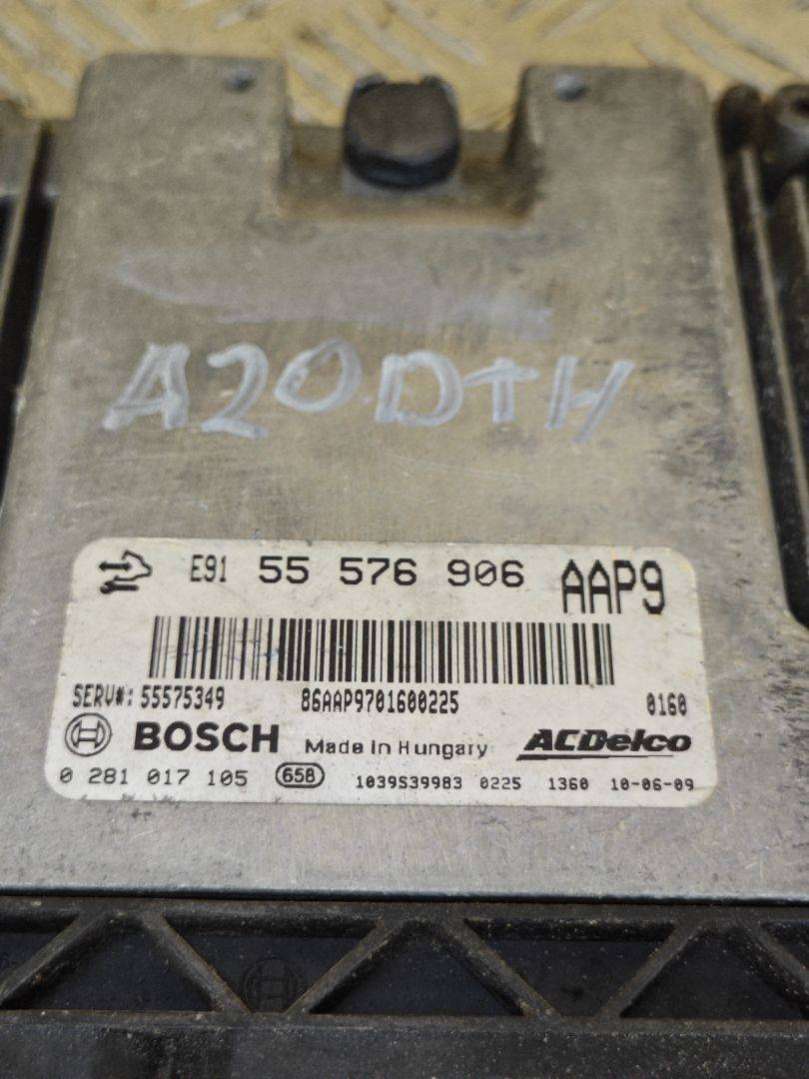 A20DTH
E91 55 576 906 AAP9
SERV#: 55575349 86AAP9701600225 0160
BOSCH Made in Hungary ACDelco
0 281 017 105 658 1039S39983 0225 1360 10-06-09